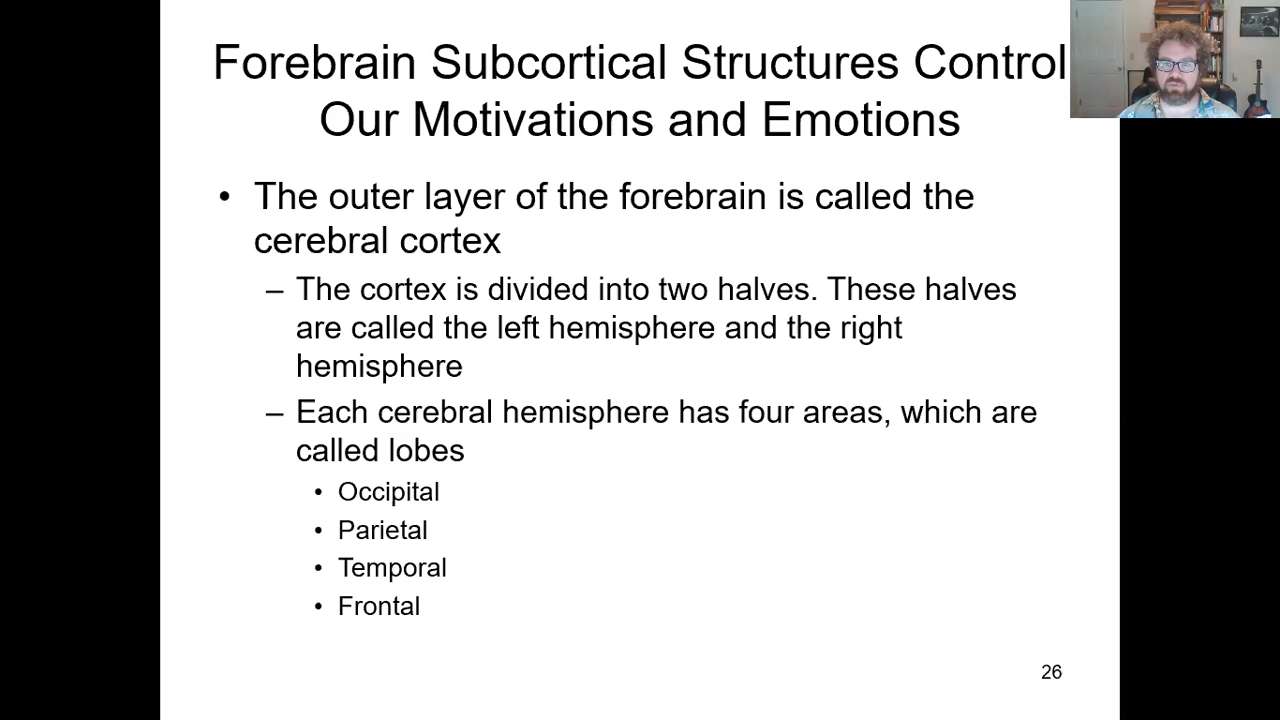 Forebrain Subcortical Structures Control
Our Motivations and Emotions
• The outer layer of the forebrain is called the
cerebral cortex
– The cortex is divided into two halves. These halves
are called the left hemisphere and the right
hemisphere
– Each cerebral hemisphere has four areas, which are
called lobes
• Occipital
• Parietal
• Temporal
• Frontal
26